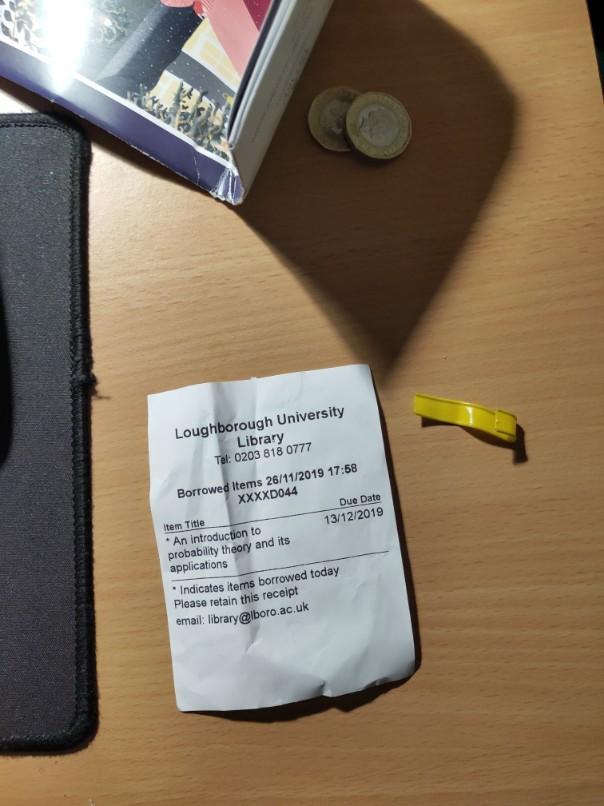 Loughborough University
Library
Tel: 0203 818 0777
Borrowed Items 26/11/2019 17:58
XXXXD044
Item Title Due Date
* An introduction to 13/12/2019
probability theory and its
applications
* Indicates items borrowed today
Please retain this receipt
email: library@lboro.ac.uk